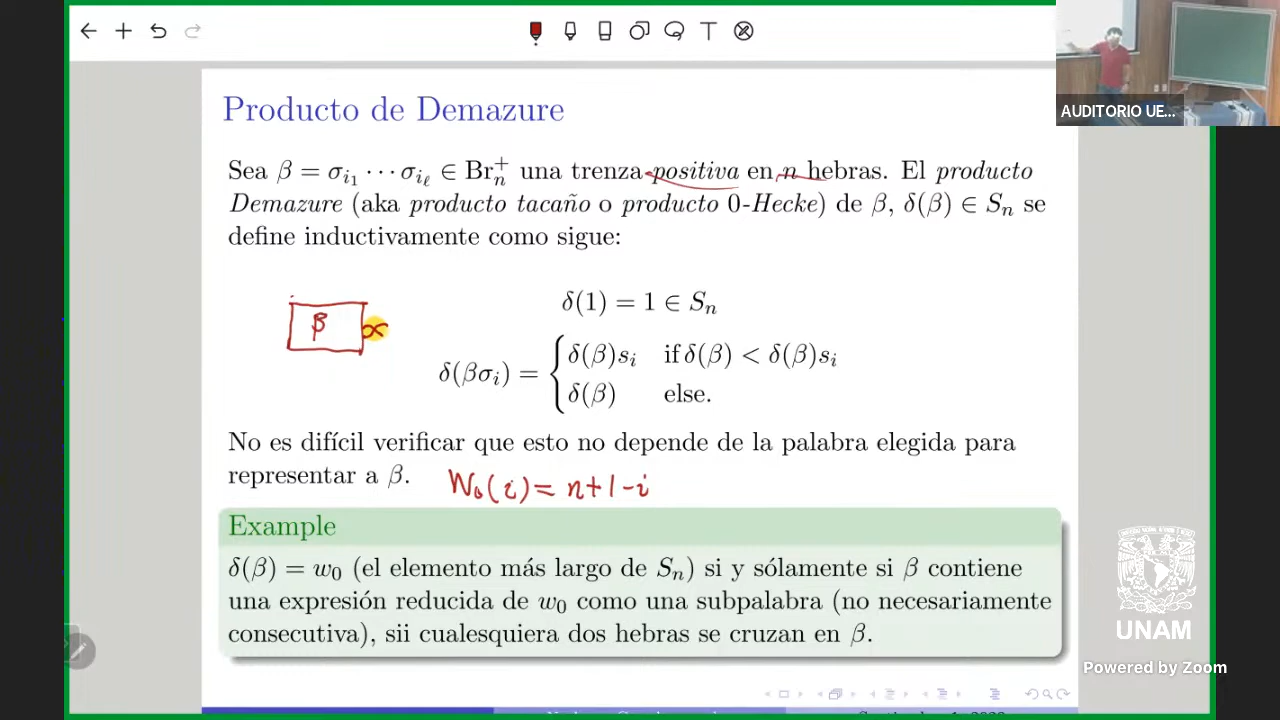 AUDITORIO UE...
Producto de Demazure
Sea β = σ_{i_1} ⋯ σ_{i_ℓ} ∈ Br_n^+ una trenza positiva en n hebras. El producto
Demazure (aka producto tacaño o producto 0-Hecke) de β, δ(β) ∈ S_n se
define inductivamente como sigue:
β
δ(1) = 1 ∈ S_n
δ(βσ_i) = { δ(β)s_i if δ(β) < δ(β)s_i
δ(β) else.
No es difícil verificar que esto no depende de la palabra elegida para
representar a β.
W_0(i) = n+1-i
Example
δ(β) = w_0 (el elemento más largo de S_n) si y sólamente si β contiene
una expresión reducida de w_0 como una subpalabra (no necesariamente
consecutiva), sii cualesquiera dos hebras se cruzan en β.
UNAM
Powered by Zoom